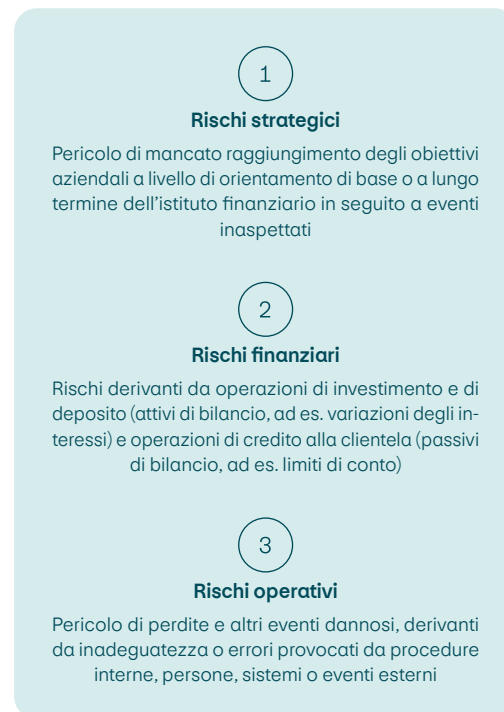 1
Rischi strategici
Pericolo di mancato raggiungimento degli obiettivi
aziendali a livello di orientamento di base o a lungo
termine dell'istituto finanziario in seguito a eventi
inaspettati
2
Rischi finanziari
Rischi derivanti da operazioni di investimento e di
deposito (attivi di bilancio, ad es. variazioni degli in-
teressi) e operazioni di credito alla clientela (passivi
di bilancio, ad es. limiti di conto)
3
Rischi operativi
Pericolo di perdite e altri eventi dannosi, derivanti
da inadeguatezza o errori provocati da procedure
interne, persone, sistemi o eventi esterni